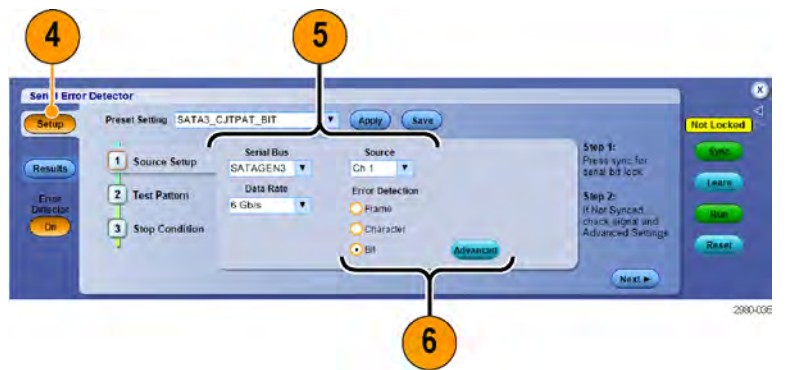 4
5
Serial Error Detector
X
Setup
Preset Setting SATA3_CJTPAT_BIT Apply Save
Not Locked
1 Source Setup
Serial Bus
Source
Step 1:
Press sync for
serial bit lock
Sync
Results
SATAGEN3
Ch 1
2 Test Pattern
Data Rate
Error Detection
Step 2:
If Not Synced
check signal and
Advanced Settings
Learn
Error
Detector
On
6 Gb/s
Frame
3 Stop Condition
Character
Run
Bit
Advanced
Reset
Next
2980-036
6